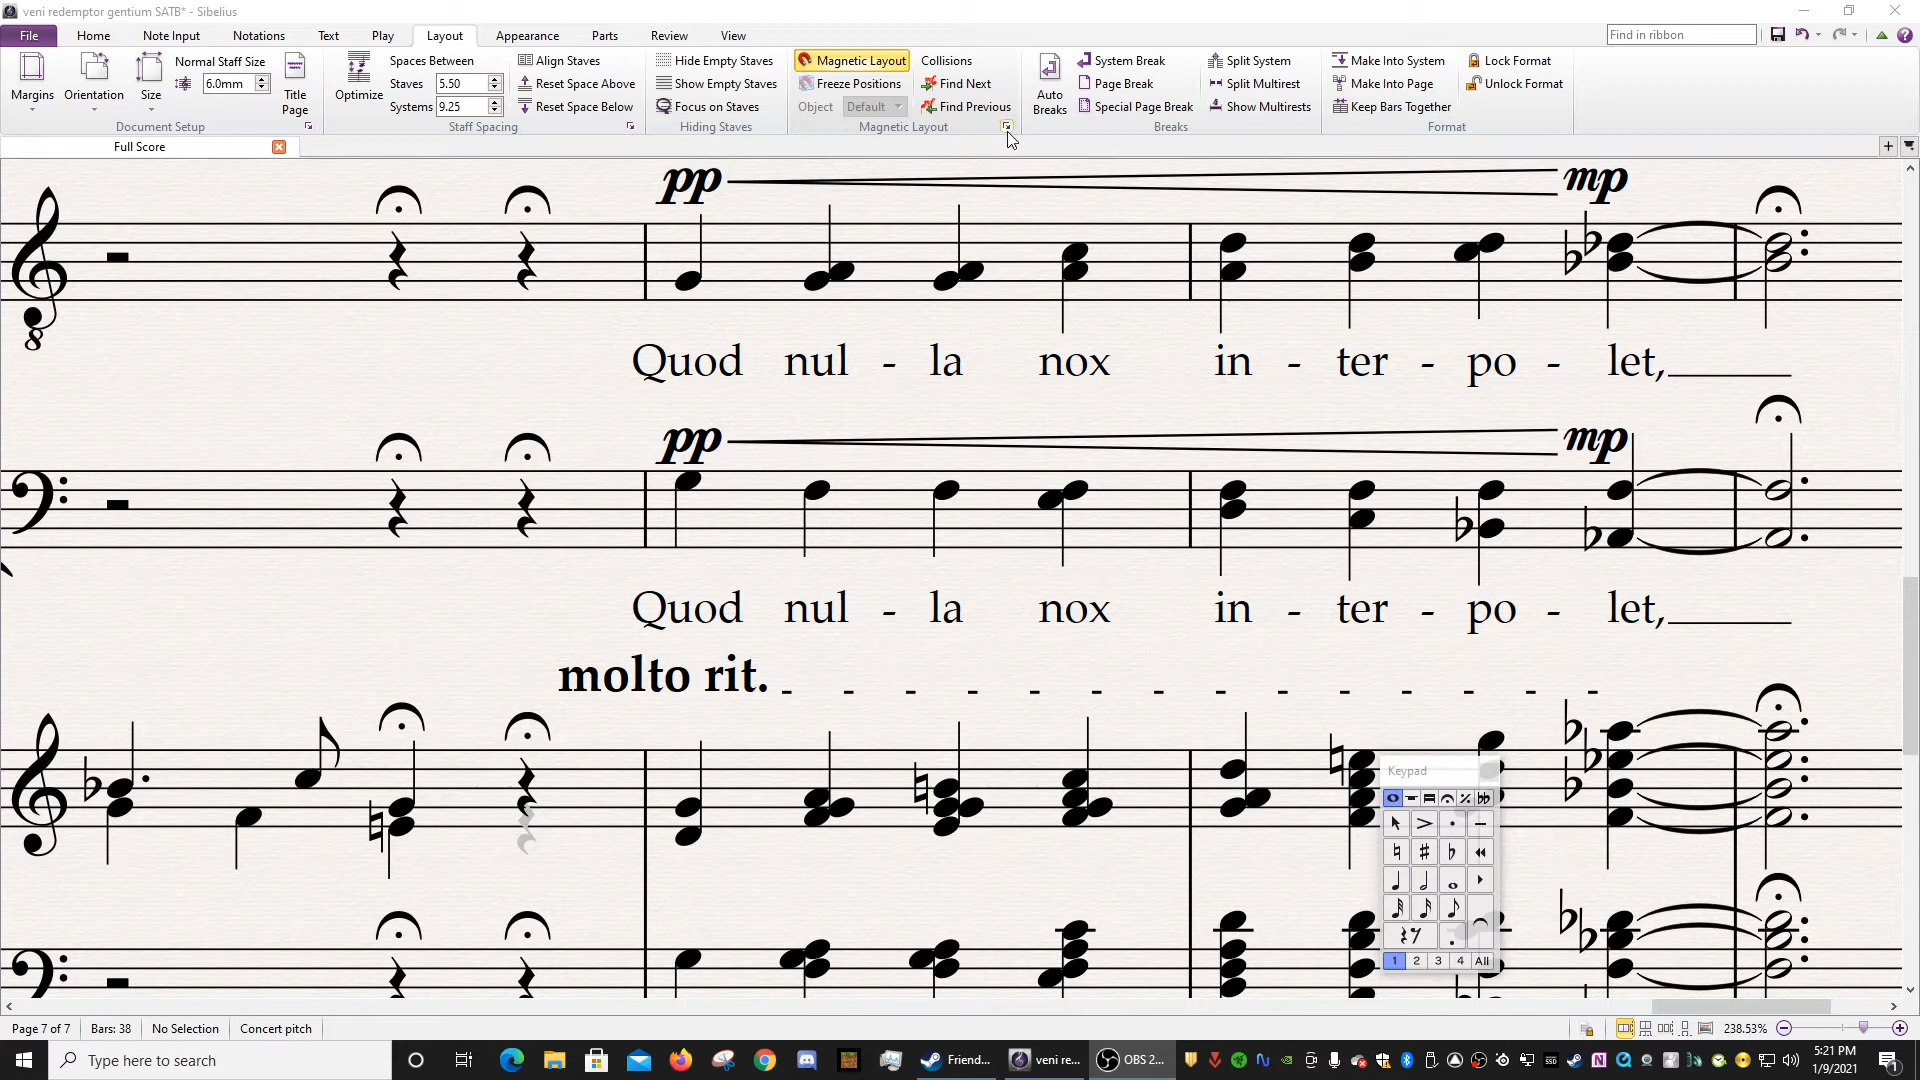 veni redemptor gentium SATB* - Sibelius
File Home Note Input Notations Text Play Layout Appearance Parts Review View Find in ribbon
Margins Orientation Size Normal Staff Size 6.0mm Title Page
Document Setup
Optimize Spaces Between Staves 5.50 Systems 9.25 Align Staves Reset Space Above Reset Space Below
Staff Spacing
Hide Empty Staves Show Empty Staves Focus on Staves
Hiding Staves
Magnetic Layout Freeze Positions Object Default Collisions Find Next Find Previous
Magnetic Layout
Auto Breaks System Break Page Break Special Page Break Split System Split Multirest Show Multirests
Breaks
Make Into System Make Into Page Keep Bars Together Lock Format Unlock Format
Format
Full Score
pp mp
8
Quod nul - la nox in - ter - po - let,
pp mp
Quod nul - la nox in - ter - po - let,
molto rit.
Keypad
1 2 3 4 All
Page 7 of 7 Bars: 38 No Selection Concert pitch 238.53%
Type here to search Friend... veni re... OBS 2... 5:21 PM
1/9/2021